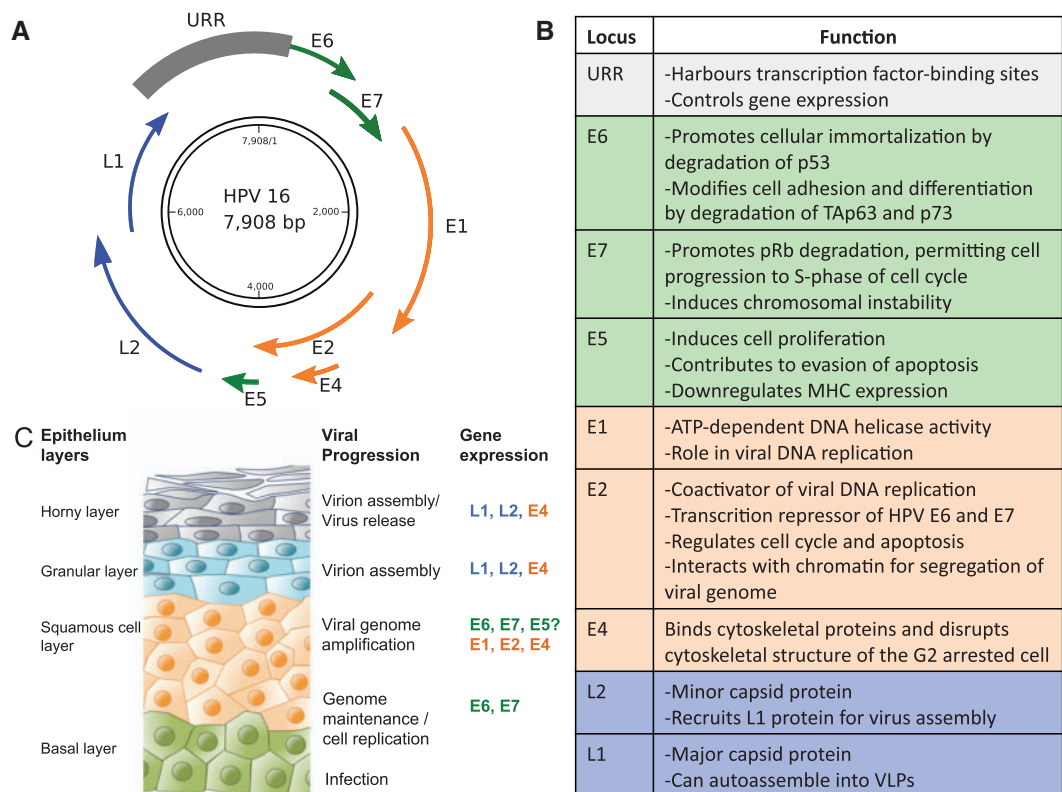 A
URR
E6
E7
L1
7,908/1
HPV 16
7,908 bp
6,000
2,000
E1
4,000
L2
E2
E4
E5
B
Locus
Function
URR
-Harbours transcription factor-binding sites
-Controls gene expression
E6
-Promotes cellular immortalization by
degradation of p53
-Modifies cell adhesion and differentiation
by degradation of TAp63 and p73
E7
-Promotes pRb degradation, permitting cell
progression to S-phase of cell cycle
-Induces chromosomal instability
E5
-Induces cell proliferation
-Contributes to evasion of apoptosis
-Downregulates MHC expression
E1
-ATP-dependent DNA helicase activity
-Role in viral DNA replication
E2
-Coactivator of viral DNA replication
-Transcrition repressor of HPV E6 and E7
-Regulates cell cycle and apoptosis
-Interacts with chromatin for segregation of
viral genome
E4
Binds cytoskeletal proteins and disrupts
cytoskeletal structure of the G2 arrested cell
L2
-Minor capsid protein
-Recruits L1 protein for virus assembly
L1
-Major capsid protein
-Can autoassemble into VLPs
C
Epithelium
layers
Viral
Progression
Gene
expression
Horny layer
Virion assembly/
Virus release
L1, L2, E4
Granular layer
Virion assembly
L1, L2, E4
Squamous cell
layer
Viral genome
amplification
E6, E7, E5?
E1, E2, E4
Genome
maintenance /
cell replication
E6, E7
Basal layer
Infection